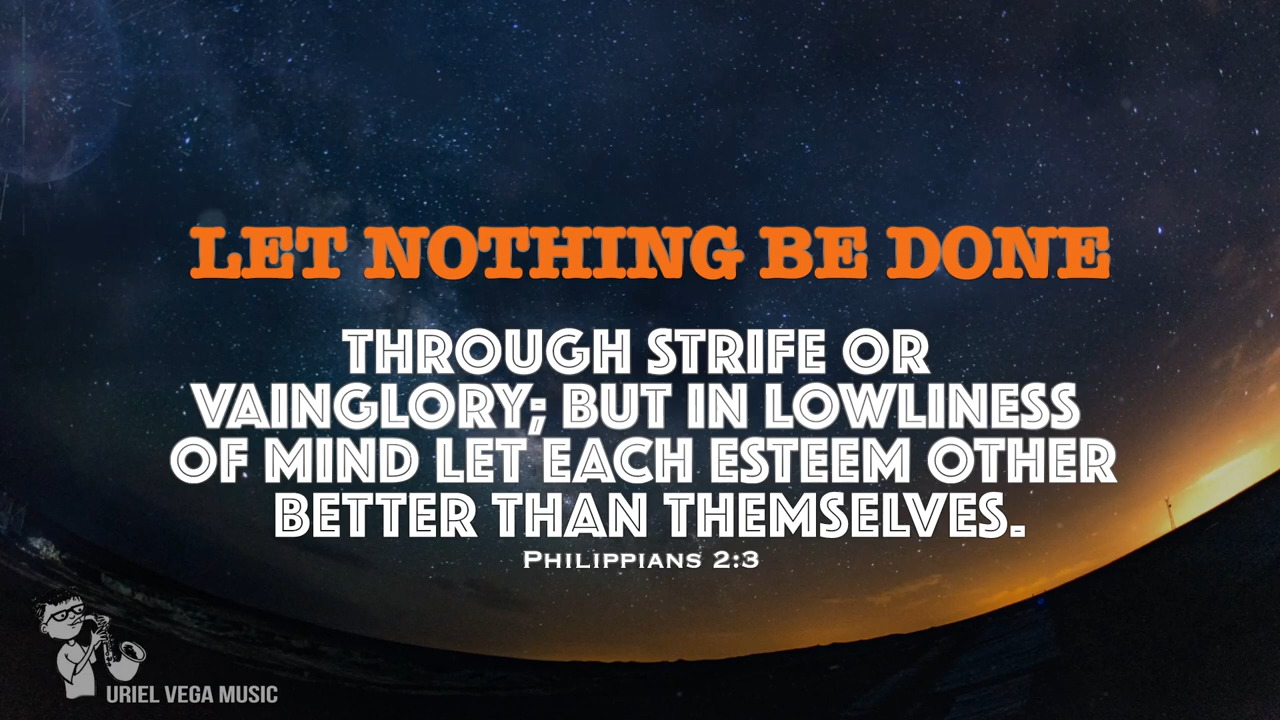 LET NOTHING BE DONE
THROUGH STRIFE OR
VAINGLORY; BUT IN LOWLINESS
OF MIND LET EACH ESTEEM OTHER
BETTER THAN THEMSELVES.
PHILIPPIANS 2:3
URIEL VEGA MUSIC